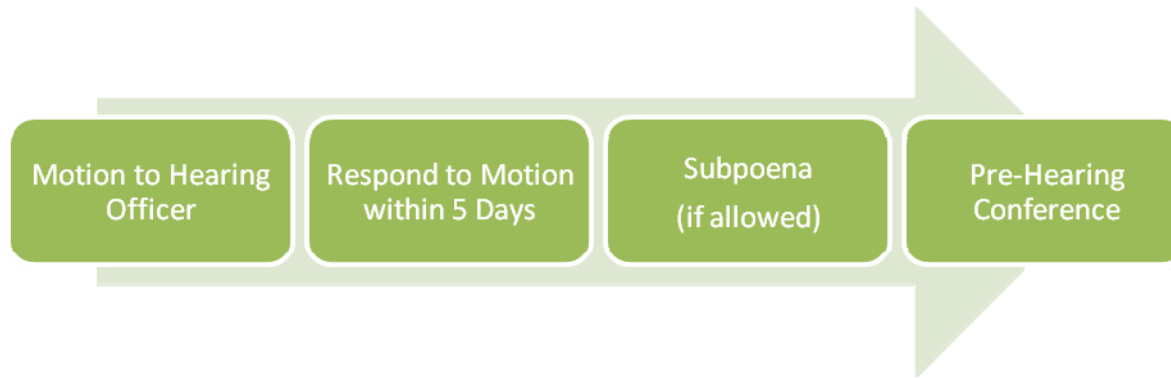 Motion to Hearing
Officer
Respond to Motion
within 5 Days
Subpoena
(if allowed)
Pre-Hearing
Conference